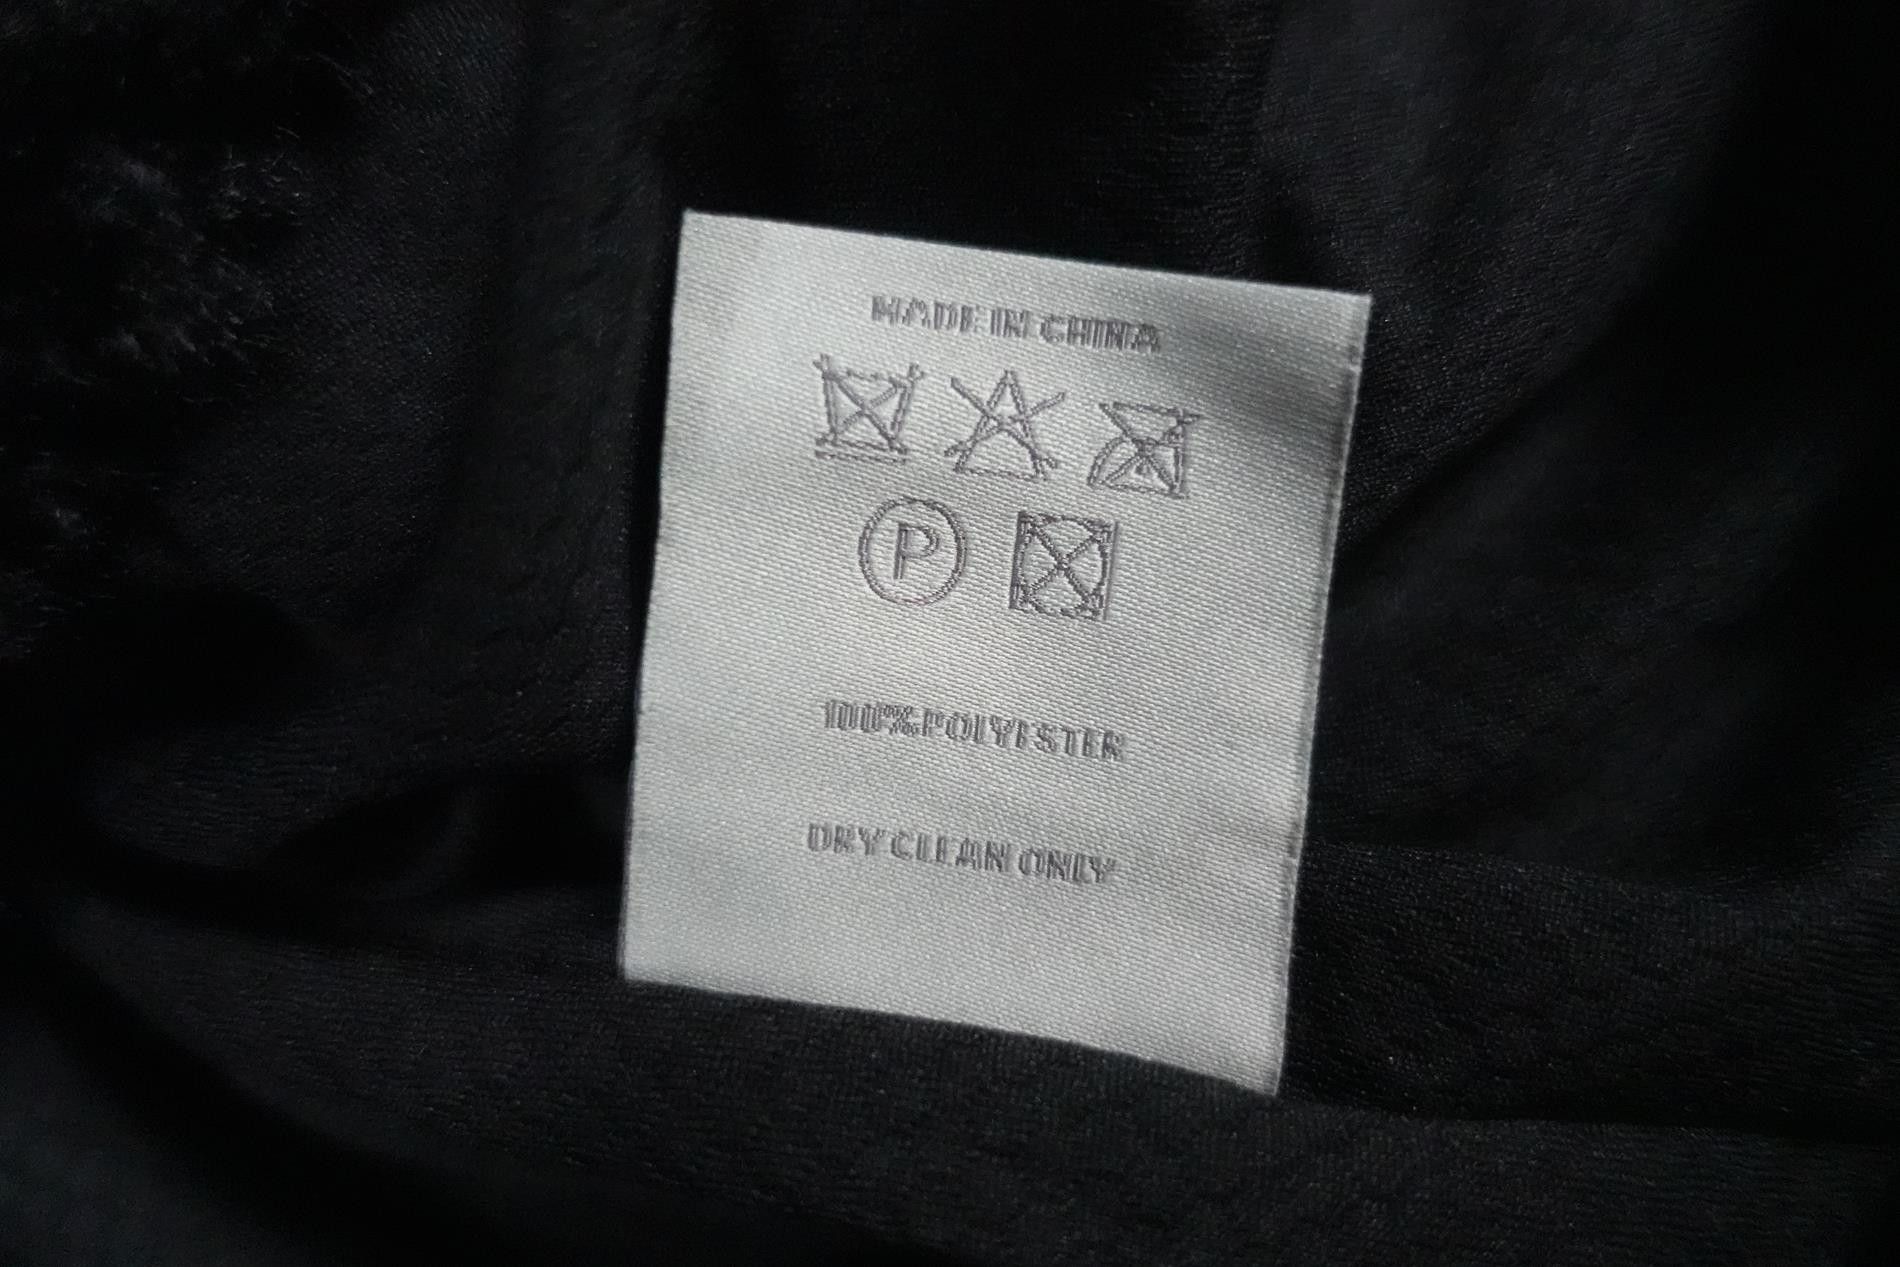 MADE IN CHINA
P
100% POLYESTER
DRY CLEAN ONLY